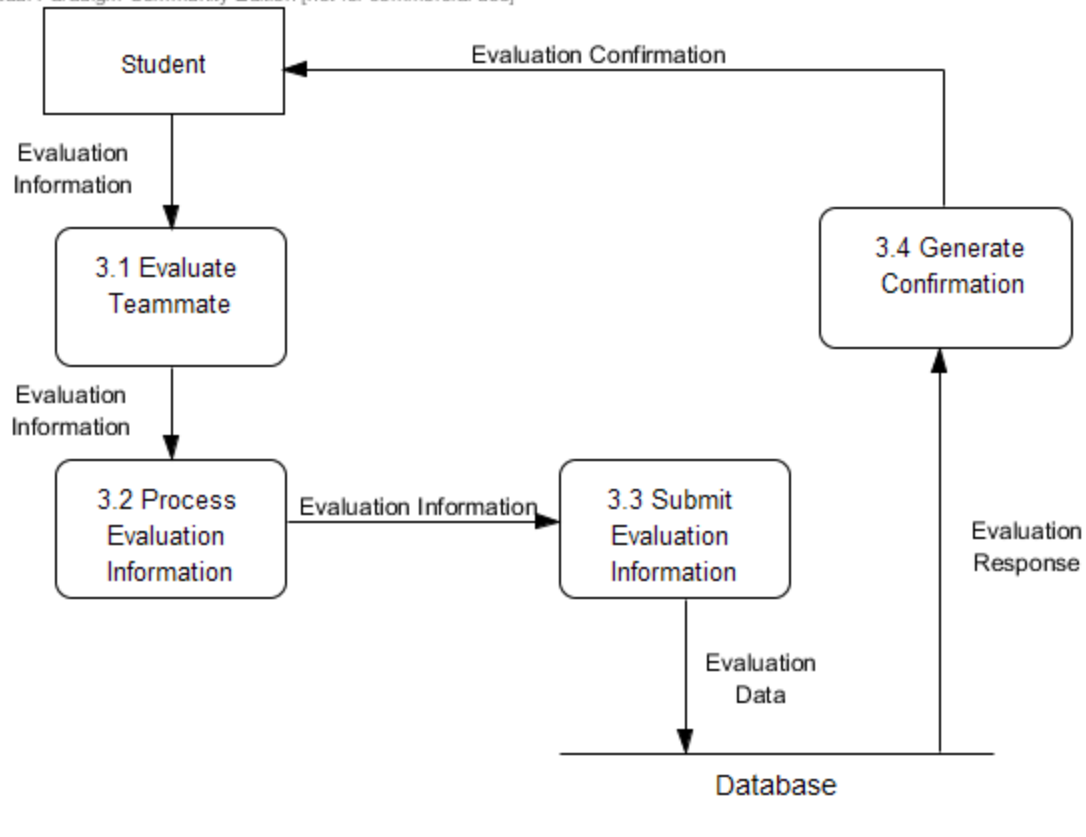 Student
Evaluation Confirmation
Evaluation
Information
3.1 Evaluate
Teammate
3.4 Generate
Confirmation
Evaluation
Information
3.2 Process
Evaluation
Information
Evaluation Information
3.3 Submit
Evaluation
Information
Evaluation
Response
Evaluation
Data
Database